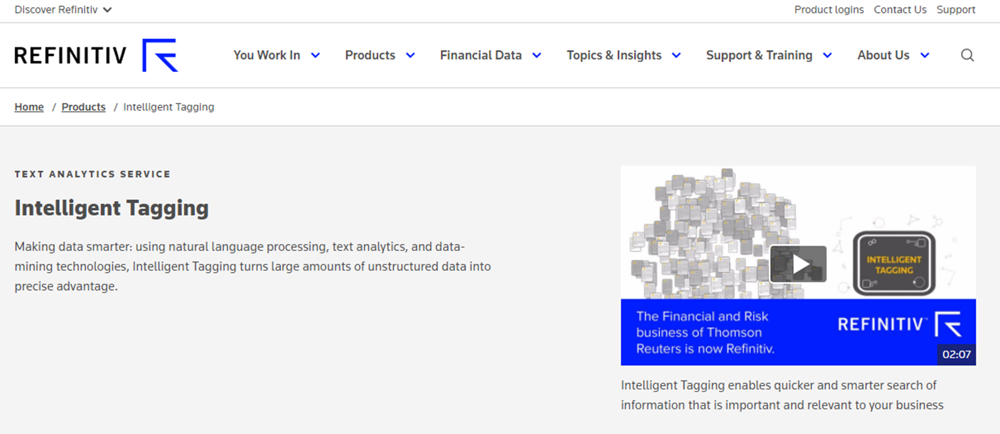 Discover Refinitiv
Product logins Contact Us Support
REFINITIV
You Work In Products Financial Data Topics & Insights Support & Training About Us
Home / Products / Intelligent Tagging
TEXT ANALYTICS SERVICE
Intelligent Tagging
Making data smarter: using natural language processing, text analytics, and data-
mining technologies, Intelligent Tagging turns large amounts of unstructured data into
precise advantage.
INTELLIGENT
TAGGING
The Financial and Risk
business of Thomson
Reuters is now Refinitiv.
REFINITIV™
02:07
Intelligent Tagging enables quicker and smarter search of
information that is important and relevant to your business